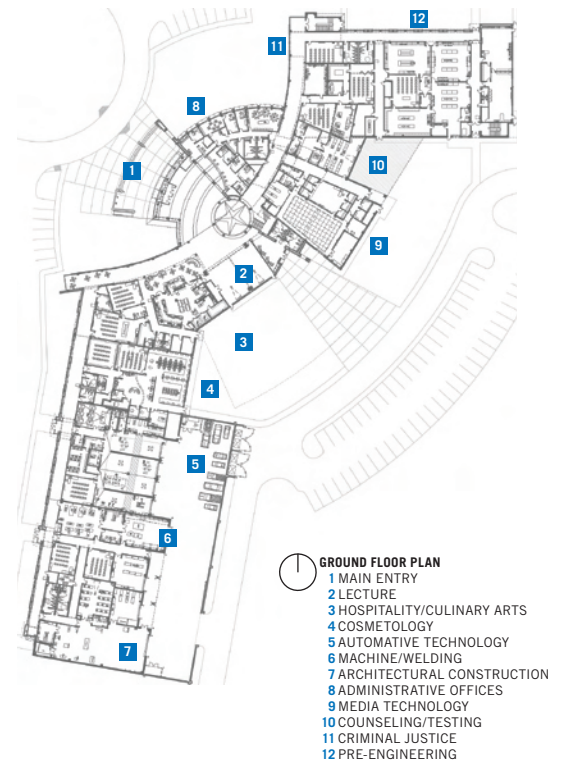 12
11
8
1
10
9
2
3
4
5
6
7
GROUND FLOOR PLAN
1 MAIN ENTRY
2 LECTURE
3 HOSPITALITY/CULINARY ARTS
4 COSMETOLOGY
5 AUTOMATIVE TECHNOLOGY
6 MACHINE/WELDING
7 ARCHITECTURAL CONSTRUCTION
8 ADMINISTRATIVE OFFICES
9 MEDIA TECHNOLOGY
10 COUNSELING/TESTING
11 CRIMINAL JUSTICE
12 PRE-ENGINEERING